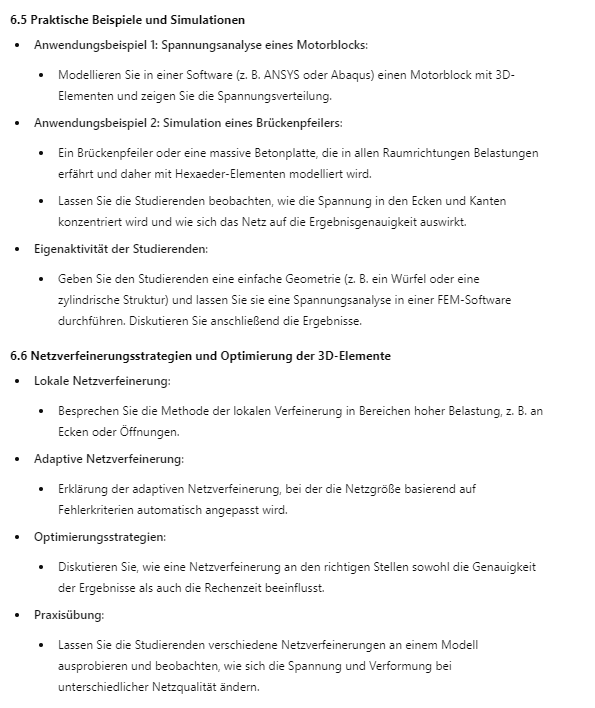 6.5 Praktische Beispiele und Simulationen
• Anwendungsbeispiel 1: Spannungsanalyse eines Motorblocks:
• Modellieren Sie in einer Software (z. B. ANSYS oder Abaqus) einen Motorblock mit 3D-
Elementen und zeigen Sie die Spannungsverteilung.
• Anwendungsbeispiel 2: Simulation eines Brückenpfeilers:
• Ein Brückenpfeiler oder eine massive Betonplatte, die in allen Raumrichtungen Belastungen
erfährt und daher mit Hexaeder-Elementen modelliert wird.
• Lassen Sie die Studierenden beobachten, wie die Spannung in den Ecken und Kanten
konzentriert wird und wie sich das Netz auf die Ergebnisgenauigkeit auswirkt.
• Eigenaktivität der Studierenden:
• Geben Sie den Studierenden eine einfache Geometrie (z. B. ein Würfel oder eine
zylindrische Struktur) und lassen Sie sie eine Spannungsanalyse in einer FEM-Software
durchführen. Diskutieren Sie anschließend die Ergebnisse.
6.6 Netzverfeinerungsstrategien und Optimierung der 3D-Elemente
• Lokale Netzverfeinerung:
• Besprechen Sie die Methode der lokalen Verfeinerung in Bereichen hoher Belastung, z. B. an
Ecken oder Öffnungen.
• Adaptive Netzverfeinerung:
• Erklärung der adaptiven Netzverfeinerung, bei der die Netzgröße basierend auf
Fehlerkriterien automatisch angepasst wird.
• Optimierungsstrategien:
• Diskutieren Sie, wie eine Netzverfeinerung an den richtigen Stellen sowohl die Genauigkeit
der Ergebnisse als auch die Rechenzeit beeinflusst.
• Praxisübung:
• Lassen Sie die Studierenden verschiedene Netzverfeinerungen an einem Modell
ausprobieren und beobachten, wie sich die Spannung und Verformung bei
unterschiedlicher Netzqualität ändern.